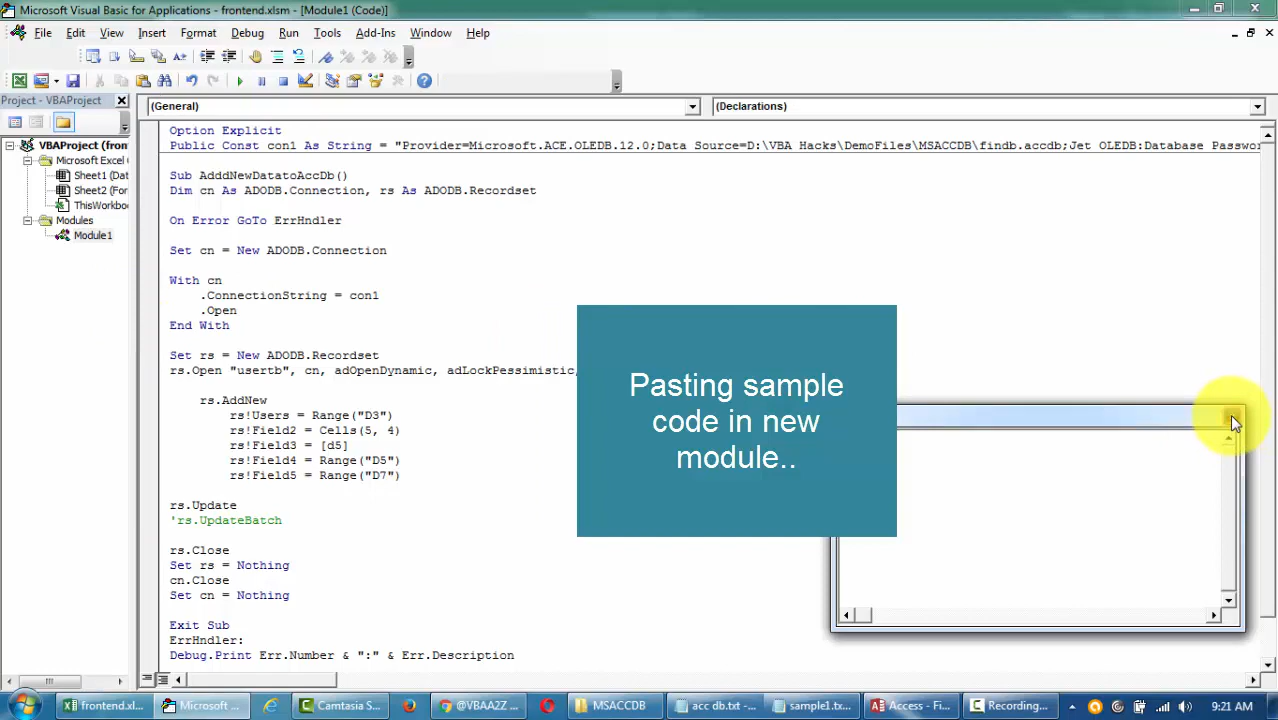 Microsoft Visual Basic for Applications - frontend.xlsm - [Module1 (Code)]
File Edit View Insert Format Debug Run Tools Add-Ins Window Help
Project - VBAProject
(General)
(Declarations)
VBAProject (fron
Microsoft Excel
Sheet1 (Dat
Sheet2 (For
ThisWorkbo
Modules
Module1
Option Explicit
Public Const con1 As String = "Provider=Microsoft.ACE.OLEDB.12.0;Data Source=D:\VBA Hacks\DemoFiles\MSACCDB\findb.accdb;Jet OLEDB:Database Passwor
Sub AdddNewDatatoAccDb()
Dim cn As ADODB.Connection, rs As ADODB.Recordset
On Error GoTo ErrHndler
Set cn = New ADODB.Connection
With cn
.ConnectionString = con1
.Open
End With
Set rs = New ADODB.Recordset
rs.Open "usertb", cn, adOpenDynamic, adLockPessimistic,
rs.AddNew
rs!Users = Range("D3")
rs!Field2 = Cells(5, 4)
rs!Field3 = [d5]
rs!Field4 = Range("D5")
rs!Field5 = Range("D7")
rs.Update
'rs.UpdateBatch
rs.Close
Set rs = Nothing
cn.Close
Set cn = Nothing
Exit Sub
ErrHndler:
Debug.Print Err.Number & ":" & Err.Description
Pasting sample
code in new
module..
frontend.xl...
Microsoft ...
Camtasia S...
@VBAA2Z ...
MSACCDB
acc db.txt -...
sample1.tx...
Access - Fi...
Recording...
9:21 AM